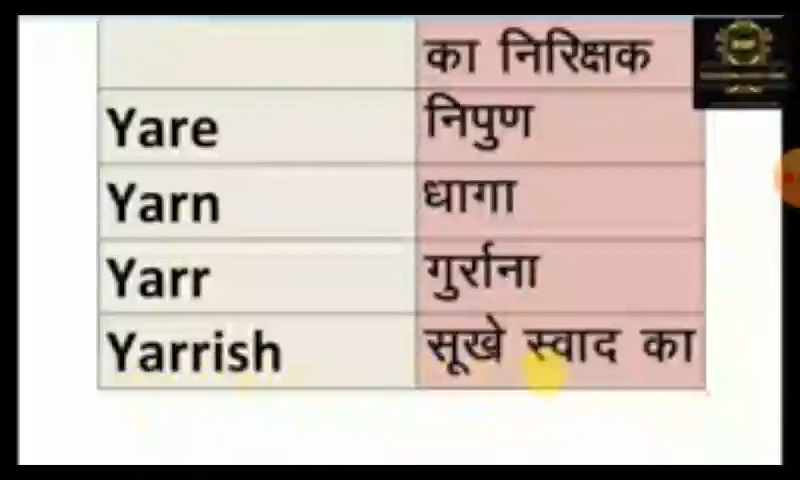 का निरिक्षक
Yare निपुण
Yarn धागा
Yarr गुर्राना
Yarrish सूखे स्वाद का